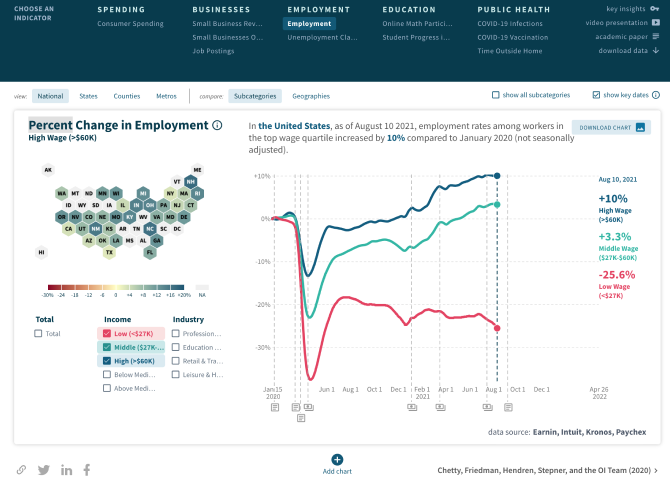 CHOOSE AN
INDICATOR
SPENDING
Consumer Spending
BUSINESSES
Small Business Rev...
Small Businesses O...
Job Postings
EMPLOYMENT
Employment
Unemployment Cla...
EDUCATION
Online Math Partici...
Student Progress i...
PUBLIC HEALTH
COVID-19 Infections
COVID-19 Vaccination
Time Outside Home
key insights
video presentation
academic paper
download data
view:
National
States
Counties
Metros
compare:
Subcategories
Geographies
show all subcategories
show key dates
Percent Change in Employment
High Wage (>$60K)
In the United States, as of August 10 2021, employment rates among workers in
the top wage quartile increased by 10% compared to January 2020 (not seasonally
adjusted).
DOWNLOAD CHART
AK
ME
VT NH
WA MT ND MN WI MI NY MA RI
ID WY SD IA IL IN OH PA NJ CT
OR NV CO NE MO KY WV VA MD DE
CA UT NM KS AR TN NC SC DC
AZ OK LA MS AL GA
HI
TX
FL
-30% -24 -18 -12 -6 0 +4 +8 +12 +16 +20%
NA
Total
Total
Income
Low (<$27K)
Middle ($27K-...
High (>$60K)
Below Medi...
Above Medi...
Industry
Profession...
Education ...
Retail & Tra...
Leisure & H...
+10%
0%
-10%
-20%
-30%
Jan 15
2020
Jun 1
Aug 1
Oct 1
Dec 1
Feb 1
2021
Apr 1
Jun 1
Aug 1
Oct 1
Dec 1
Apr 26
2022
Aug 10, 2021
+10%
High Wage
(>$60K)
+3.3%
Middle Wage
($27K-$60K)
-25.6%
Low Wage
(<$27K)
data source: Earnin, Intuit, Kronos, Paychex
Add chart
Chetty, Friedman, Hendren, Stepner, and the OI Team (2020)